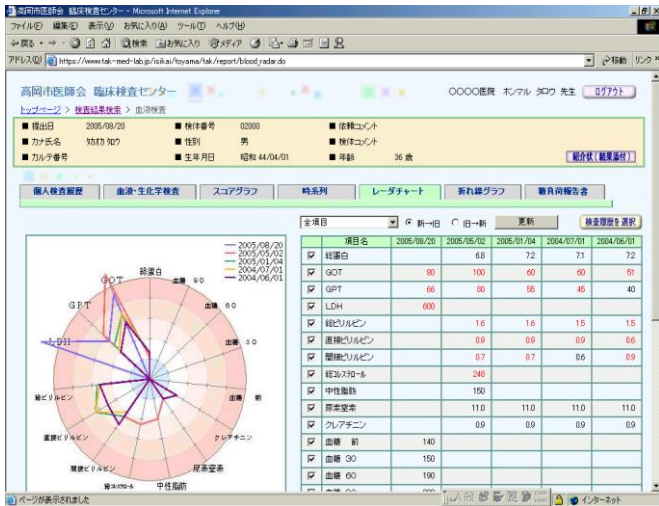 高岡市医師会 臨床検査センター - Microsoft Internet Explorer
ファイル(F) 編集(E) 表示(V) お気に入り(A) ツール(T) ヘルプ(H)
戻る 検索 お気に入り メディア
アドレス(D) https://www.tak-med-lab.jp/isikai/toyama/tak/report/blood_radar.do 移動 リンク
高岡市医師会 臨床検査センター 〇〇〇〇医院 ホンマル タロウ 先生 ログアウト
トップページ > 検査結果検索 > 血液検査
■ 提出日 2005/08/20 ■ 検体番号 02000 ■ 依頼コメント
■ カナ氏名 タカオカ タロウ ■ 性別 男 ■ 検体コメント
■ カルテ番号 ■ 生年月日 昭和 44/04/01 ■ 年齢 36 歳 紹介状(結果添付)
個人検査履歴 血液・生化学検査 スコアグラフ 時系列 レーダチャート 折れ線グラフ 糖負荷報告書
全項目 新→旧 旧→新 更新 検査履歴を選択
2005/08/20
2005/05/02
2005/01/04
2004/07/01
2004/06/01
総蛋白
血糖 90
血糖 60
血糖 30
血糖 前
クレアチニン
尿素窒素
中性脂肪
総コレステロール
間接ビリルビン
直接ビリルビン
総ビリルビン
LDH
GPT
GOT
項目名 2005/08/20 2005/05/02 2005/01/04 2004/07/01 2004/06/01
総蛋白 6.8 7.2 7.1 7.2
GOT 80 100 60 60 51
GPT 66 80 55 45 40
LDH 600
総ビリルビン 1.6 1.6 1.5 1.5
直接ビリルビン 0.9 0.9 0.9 0.6
間接ビリルビン 0.7 0.7 0.6 0.9
総コレステロール 248
中性脂肪 150
尿素窒素 11.0 11.0 11.0 11.0
クレアチニン 0.9 0.9 0.9 0.9
血糖 前 140
血糖 30 150
血糖 60 190
ページが表示されました インターネット